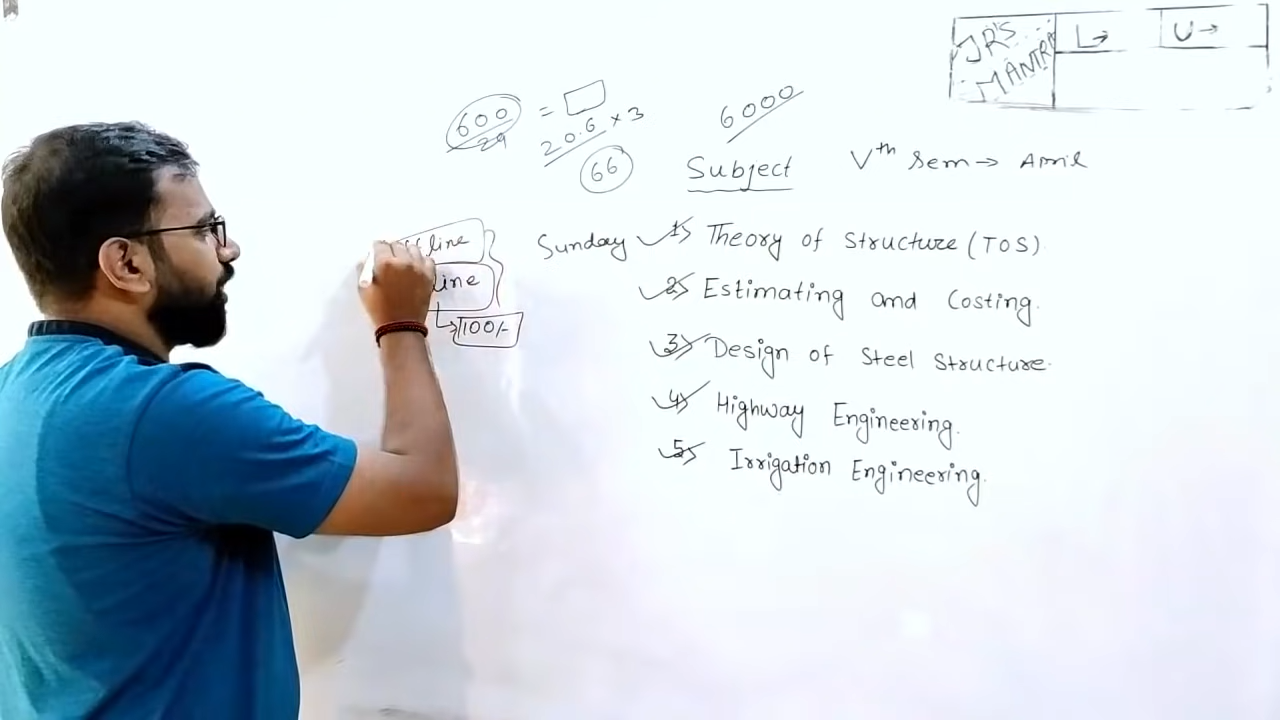 JR'S L→ U→
MANTRA
600/29 = □
20.6 × 3
66
6000
Subject
Vth Sem → April
line
line
→ 100/-
Sunday 1) Theory of Structure (TOS)
2) Estimating and Costing.
3) Design of Steel Structure.
4) Highway Engineering.
5) Irrigation Engineering.